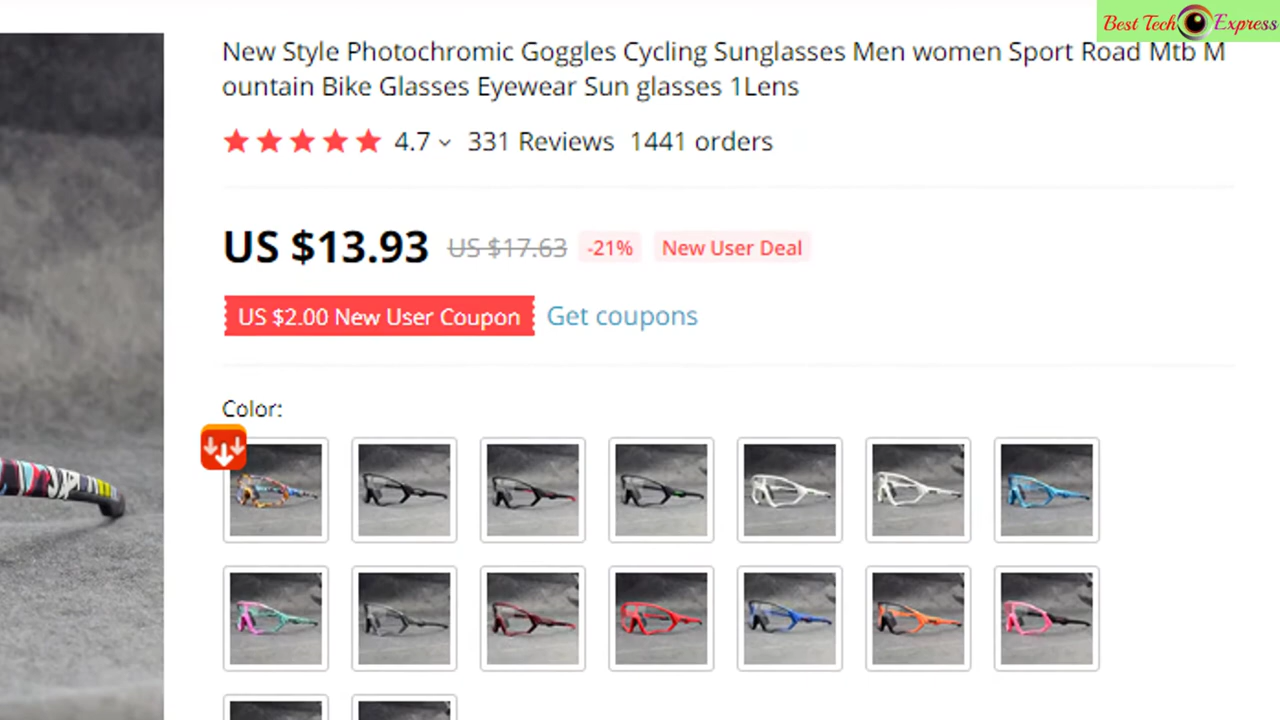 Best Tech Express
New Style Photochromic Goggles Cycling Sunglasses Men women Sport Road Mtb M
ountain Bike Glasses Eyewear Sun glasses 1Lens
4.7 331 Reviews 1441 orders
US $13.93 US $17.63 -21% New User Deal
US $2.00 New User Coupon Get coupons
Color: